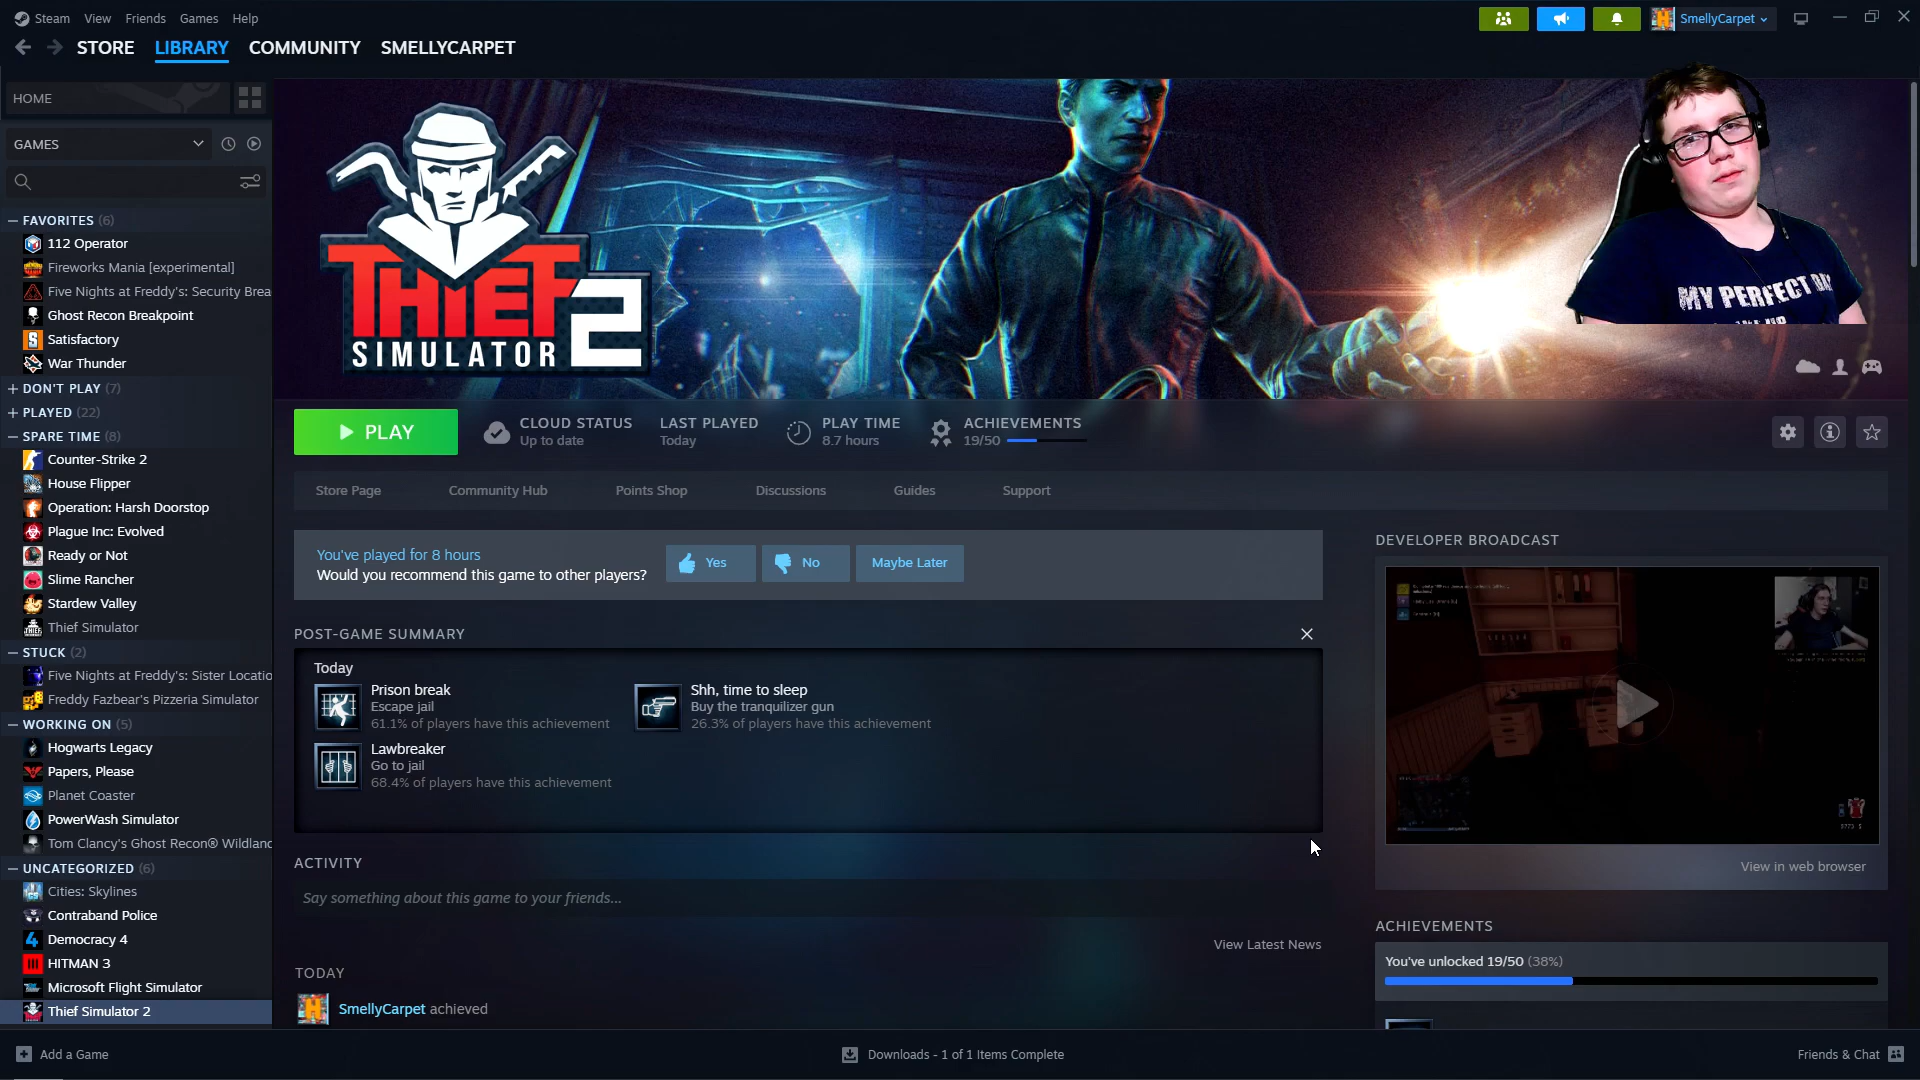 Steam View Friends Games Help
SmellyCarpet
STORE LIBRARY COMMUNITY SMELLYCARPET
HOME
GAMES
FAVORITES (6)
112 Operator
Fireworks Mania [experimental]
Five Nights at Freddy's: Security Brea
Ghost Recon Breakpoint
Satisfactory
War Thunder
DON'T PLAY (7)
PLAYED (22)
SPARE TIME (8)
Counter-Strike 2
House Flipper
Operation: Harsh Doorstop
Plague Inc: Evolved
Ready or Not
Slime Rancher
Stardew Valley
Thief Simulator
STUCK (2)
Five Nights at Freddy's: Sister Locatio
Freddy Fazbear's Pizzeria Simulator
WORKING ON (5)
Hogwarts Legacy
Papers, Please
Planet Coaster
PowerWash Simulator
Tom Clancy's Ghost Recon® Wildland
UNCATEGORIZED (6)
Cities: Skylines
Contraband Police
Democracy 4
HITMAN 3
Microsoft Flight Simulator
Thief Simulator 2
Add a Game
THIEF
SIMULATOR 2
MY PERFECT DAY
PLAY
CLOUD STATUS
Up to date
LAST PLAYED
Today
PLAY TIME
8.7 hours
ACHIEVEMENTS
19/50
Store Page Community Hub Points Shop Discussions Guides Support
You've played for 8 hours
Would you recommend this game to other players?
Yes No Maybe Later
POST-GAME SUMMARY
Today
Prison break
Escape jail
61.1% of players have this achievement
Shh, time to sleep
Buy the tranquilizer gun
26.3% of players have this achievement
Lawbreaker
Go to jail
68.4% of players have this achievement
ACTIVITY
Say something about this game to your friends...
View Latest News
TODAY
SmellyCarpet achieved
DEVELOPER BROADCAST
View in web browser
ACHIEVEMENTS
You've unlocked 19/50 (38%)
Downloads - 1 of 1 Items Complete
Friends & Chat